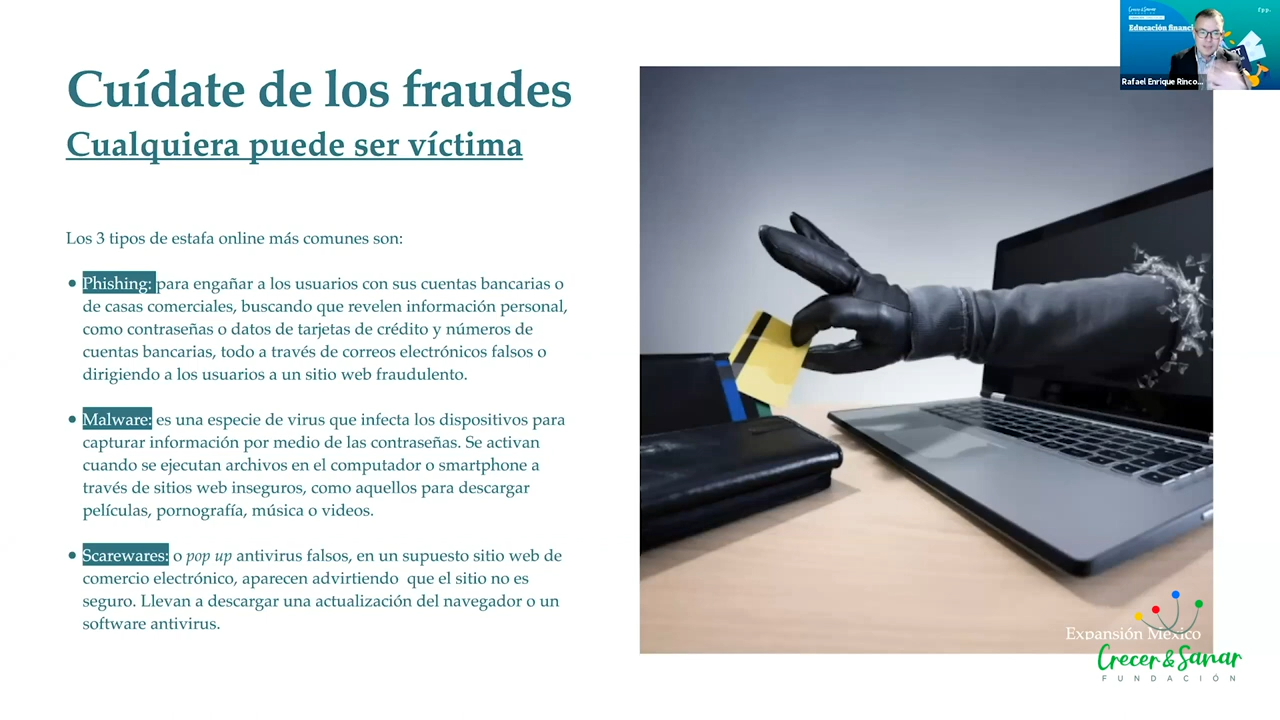 Cuídate de los fraudes
Cualquiera puede ser víctima
Los 3 tipos de estafa online más comunes son:
• Phishing: para engañar a los usuarios con sus cuentas bancarias o
de casas comerciales, buscando que revelen información personal,
como contraseñas o datos de tarjetas de crédito y números de
cuentas bancarias, todo a través de correos electrónicos falsos o
dirigiendo a los usuarios a un sitio web fraudulento.
• Malware: es una especie de virus que infecta los dispositivos para
capturar información por medio de las contraseñas. Se activan
cuando se ejecutan archivos en el computador o smartphone a
través de sitios web inseguros, como aquellos para descargar
películas, pornografía, música o videos.
• Scarewares: o pop up antivirus falsos, en un supuesto sitio web de
comercio electrónico, aparecen advirtiendo que el sitio no es
seguro. Llevan a descargar una actualización del navegador o un
software antivirus.
Crecer&Sanar
Educación financi
Rafael Enrique Rinco...
Expansión México
Crecer&Sanar
FUNDACIÓN